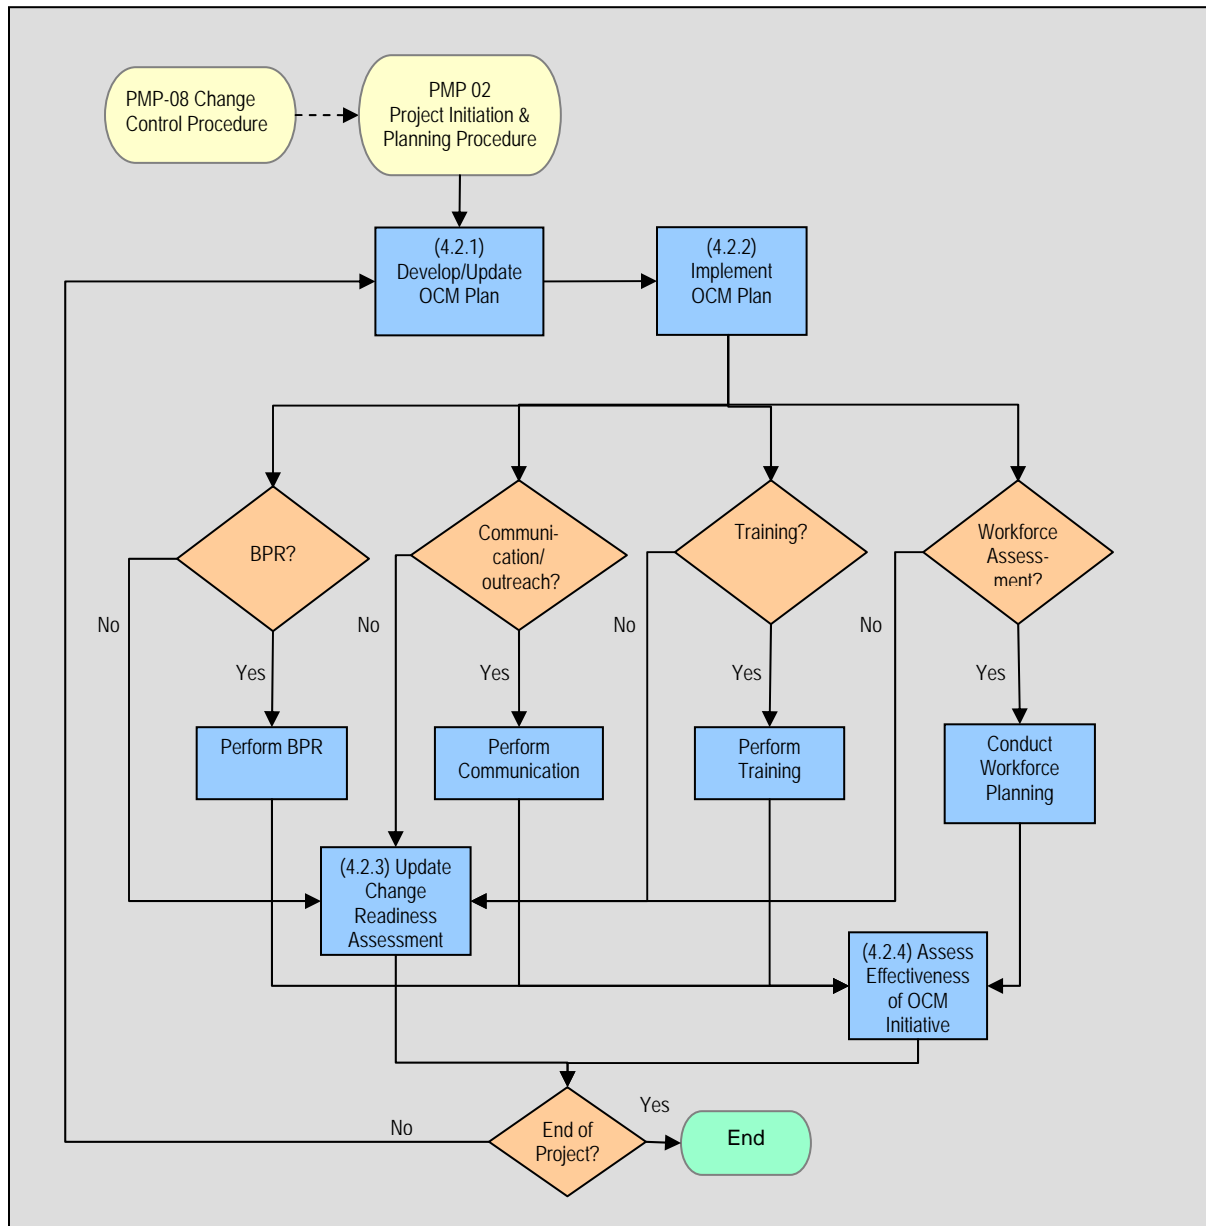 PMP-08 Change
Control Procedure
PMP 02
Project Initiation &
Planning Procedure
(4.2.1)
Develop/Update
OCM Plan
(4.2.2)
Implement
OCM Plan
BPR?
Communi-
cation/
outreach?
Training?
Workforce
Assess-
ment?
No
No
No
No
Yes
Yes
Yes
Yes
Perform BPR
Perform
Communication
Perform
Training
Conduct
Workforce
Planning
(4.2.3) Update
Change
Readiness
Assessment
(4.2.4) Assess
Effectiveness
of OCM
Initiative
No
End of
Project?
Yes
End